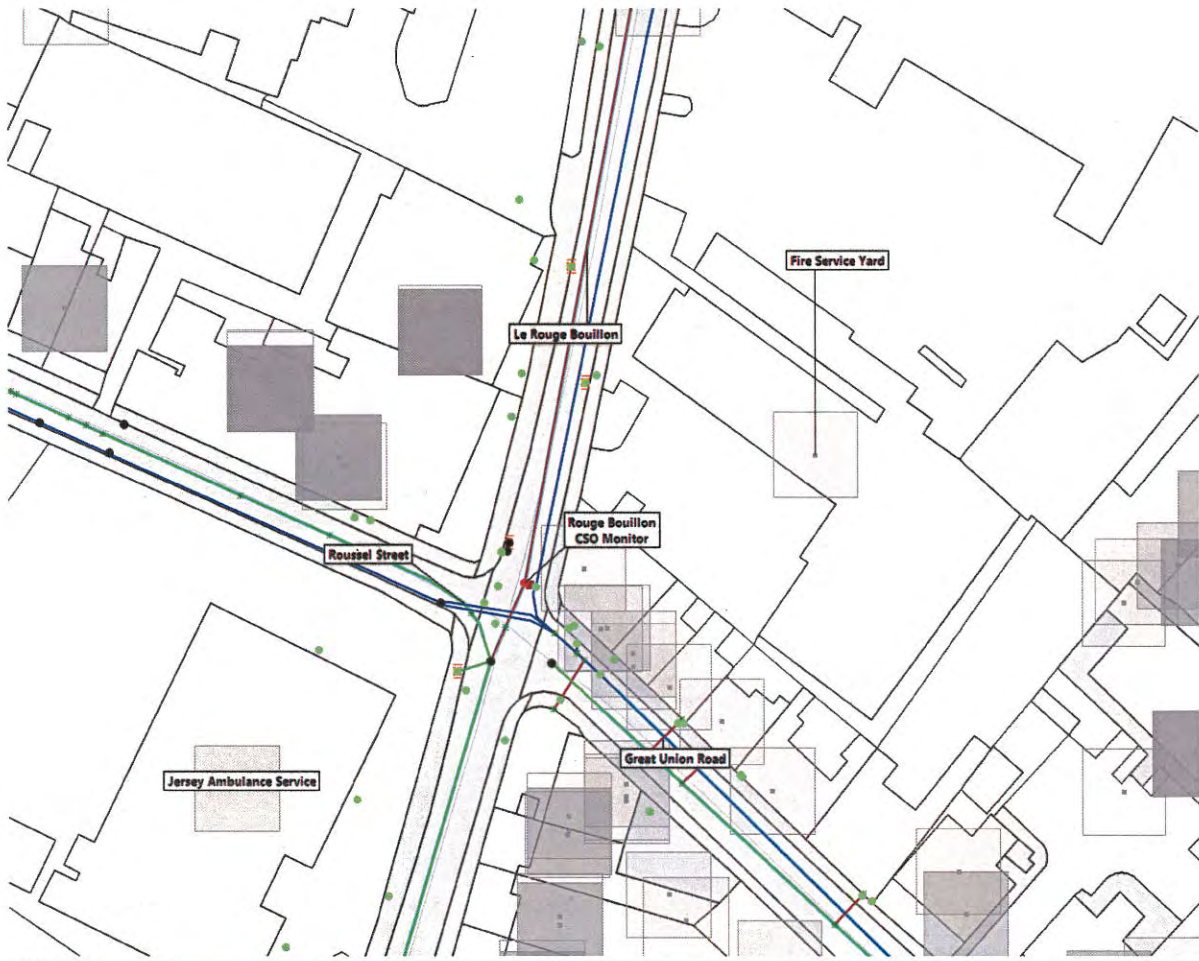 Fire Service Yard
Le Rouge Bouillon
Rouge Bouillon
CSO Monitor
Roussel Street
Great Union Road
Jersey Ambulance Service